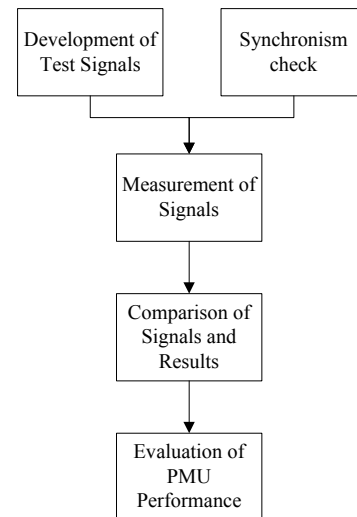 Development of
Test Signals
Synchronism
check
Measurement of
Signals
Comparison of
Signals and
Results
Evaluation of
PMU
Performance